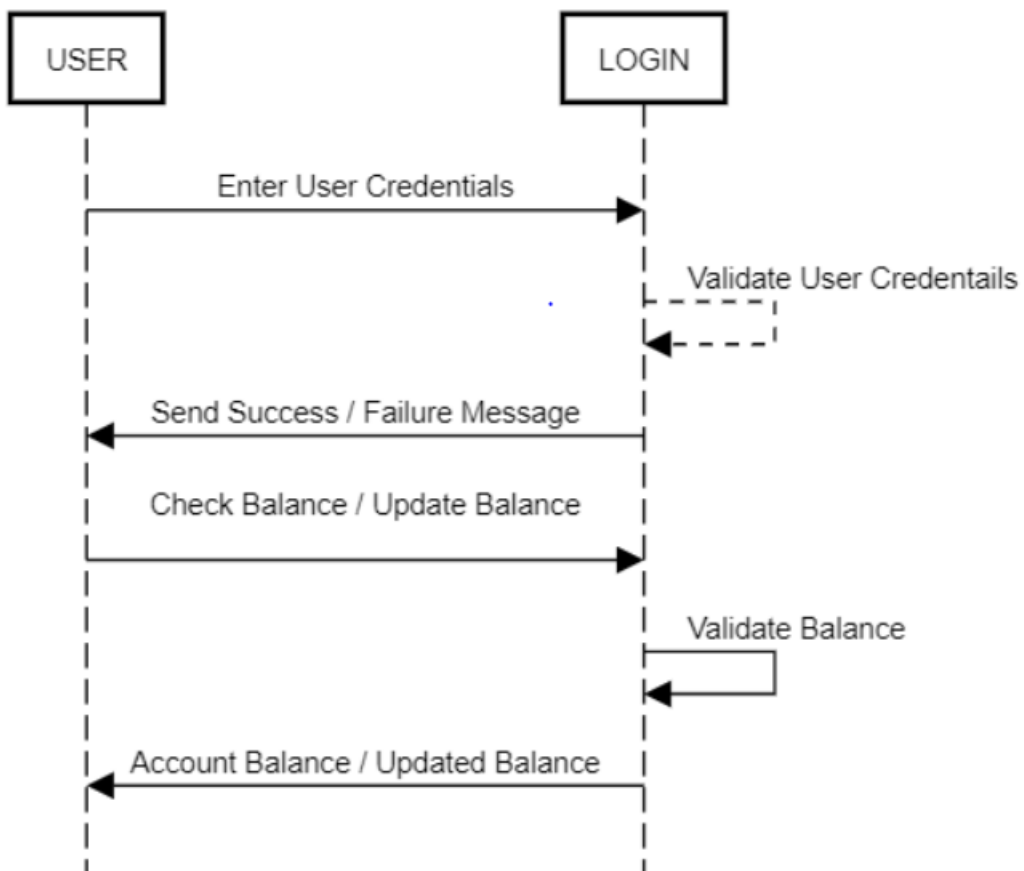 USER
LOGIN
Enter User Credentials
Validate User Credentails
Send Success / Failure Message
Check Balance / Update Balance
Validate Balance
Account Balance / Updated Balance